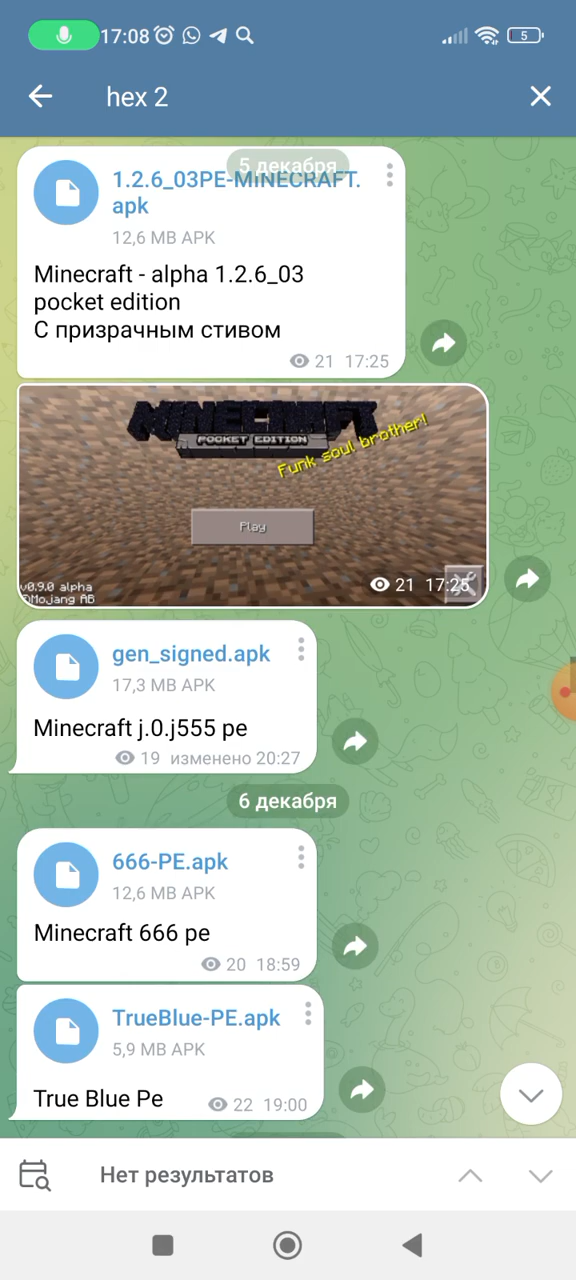 17:08
5
hex 2
5 декабря
1.2.6_03PE-MINECRAFT.
apk
12,6 MB APK
Minecraft - alpha 1.2.6_03
pocket edition
С призрачным стивом
21 17:25
MINECRAFT
POCKET EDITION
Funk soul brother!
Play
v0.9.0 alpha
©Mojang AB
21 17:25
gen_signed.apk
17,3 MB APK
Minecraft j.0.j555 pe
19 изменено 20:27
6 декабря
666-PE.apk
12,6 MB APK
Minecraft 666 pe
20 18:59
TrueBlue-PE.apk
5,9 MB APK
True Blue Pe
22 19:00
Нет результатов